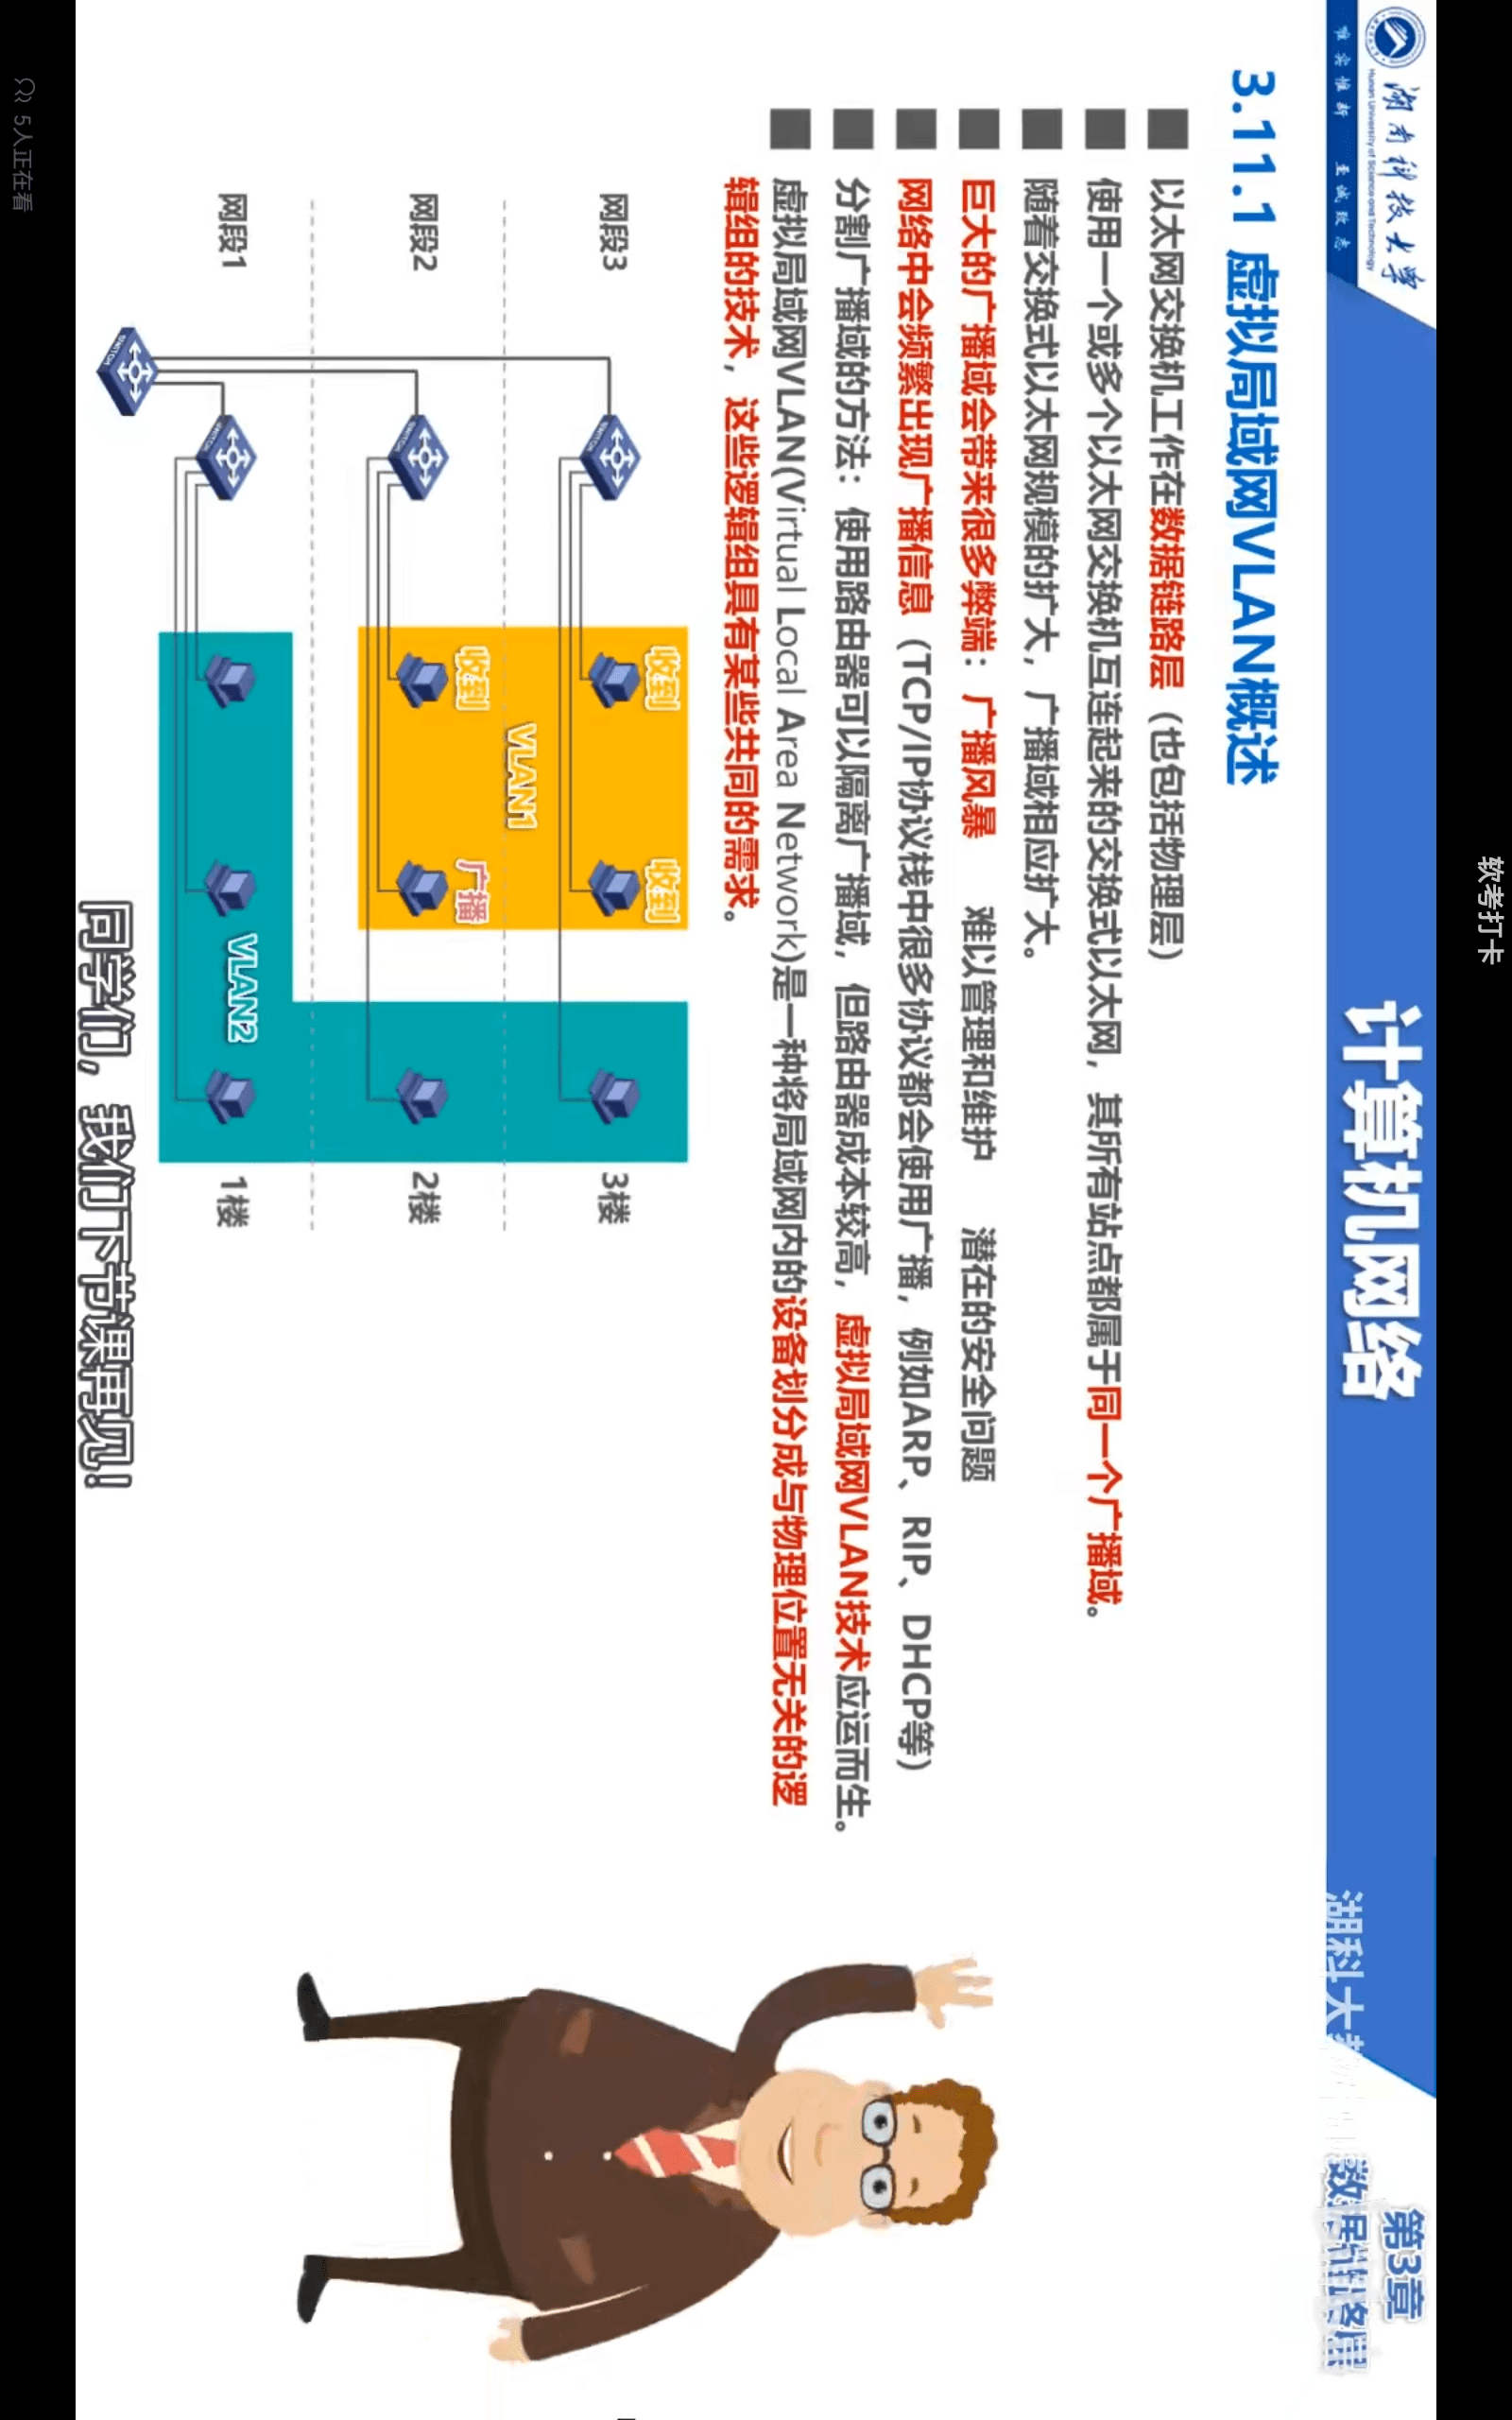 软考打卡
湖南科技大学
Hunan University of Science and Technology
唯实惟新 至诚致志
计算机网络
第3章
3.11.1 虚拟局域网VLAN概述
以太网交换机工作在数据链路层（也包括物理层）
使用一个或多个以太网交换机互连起来的交换式以太网，其所有站点都属于同一个广播域。
随着交换式以太网规模的扩大，广播域相应扩大。
巨大的广播域会带来很多弊端：广播风暴 难以管理和维护 潜在的安全问题
网络中会频繁出现广播信息（TCP/IP协议栈中很多协议都会使用广播，例如ARP、RIP、DHCP等）
分割广播域的方法：使用路由器可以隔离广播域，但路由器成本较高，虚拟局域网VLAN技术应运而生。
虚拟局域网VLAN(Virtual Local Area Network)是一种将局域网内的设备划分成与物理位置无关的逻
辑组的技术，这些逻辑组具有某些共同的需求。
网段3
SWITCH
收到
收到
3楼
VLAN1
网段2
SWITCH
收到
广播
2楼
网段1
SWITCH
VLAN2
1楼
SWITCH
同学们，我们下节课再见!
5人正在看